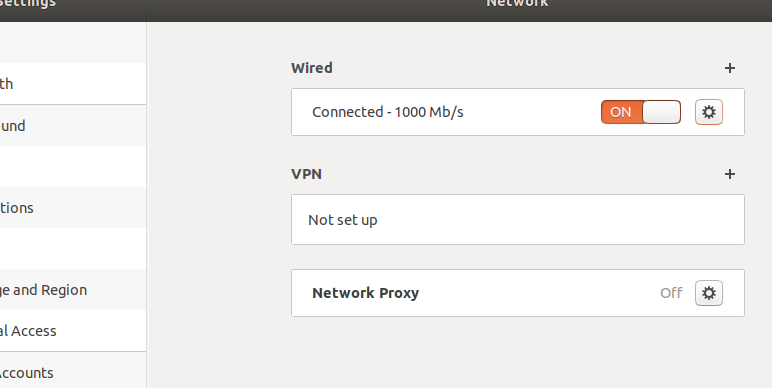 Settings
Network
th
ound
tions
ge and Region
al Access
Accounts
Wired
Connected - 1000 Mb/s
ON
VPN
Not set up
Network Proxy
Off